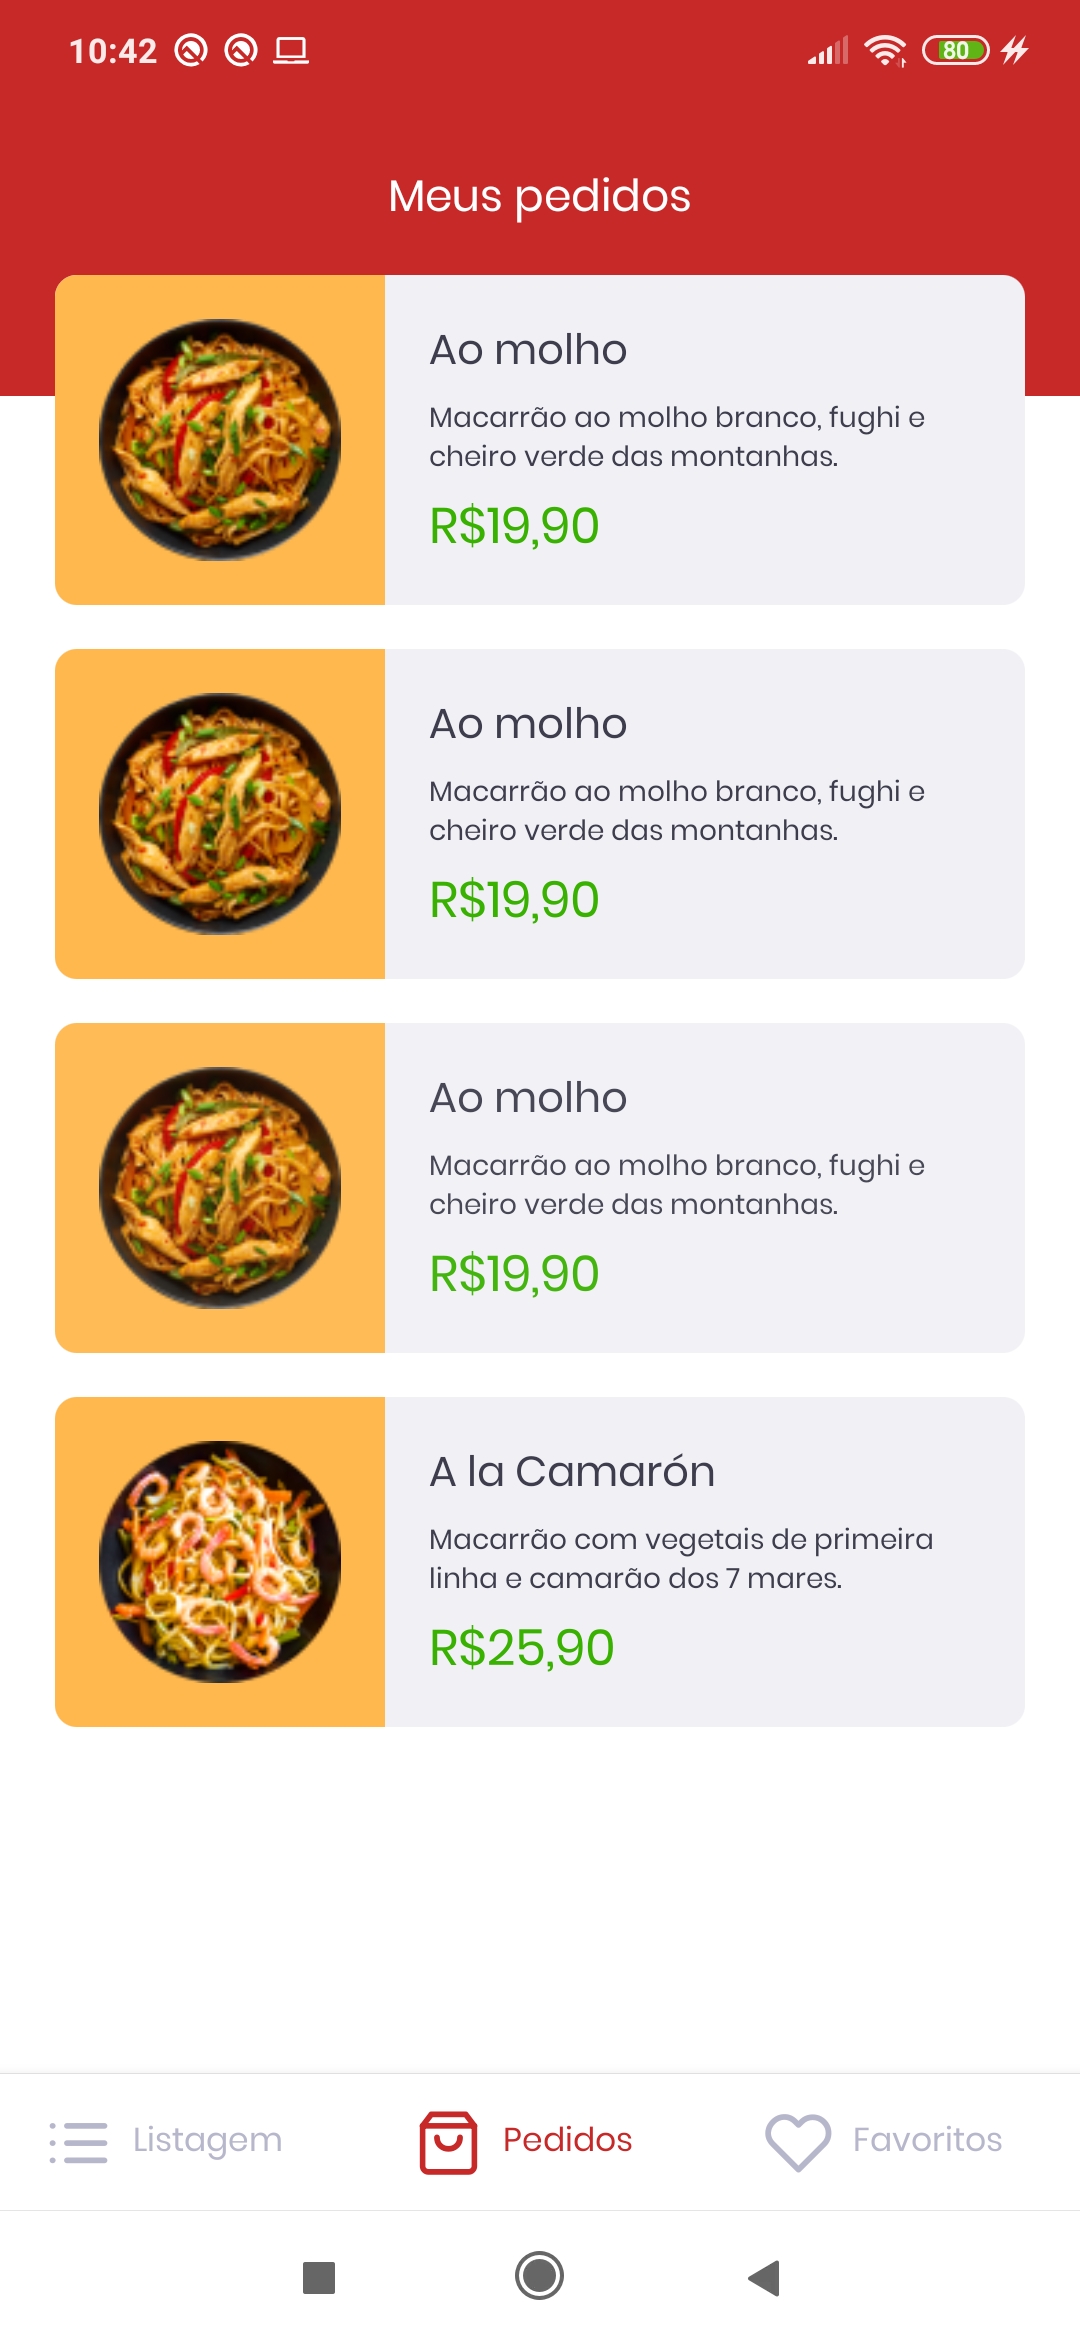 10:42
80
Meus pedidos
Ao molho
Macarrão ao molho branco, fughi e
cheiro verde das montanhas.
R$19,90
Ao molho
Macarrão ao molho branco, fughi e
cheiro verde das montanhas.
R$19,90
Ao molho
Macarrão ao molho branco, fughi e
cheiro verde das montanhas.
R$19,90
A la Camarón
Macarrão com vegetais de primeira
linha e camarão dos 7 mares.
R$25,90
Listagem
Pedidos
Favoritos